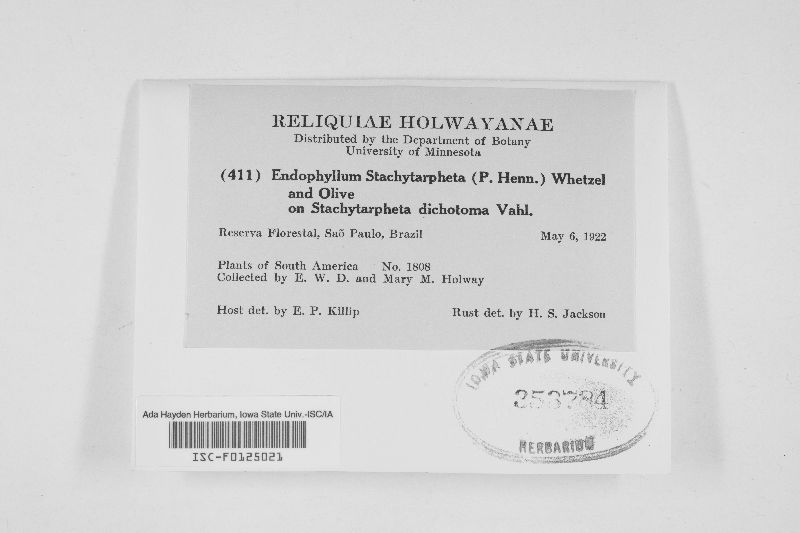 RELIQUIAE HOLWAYANAE
Distributed by the Department of Botany
University of Minnesota
(411) Endophyllum Stachytarpheta (P. Henn.) Whetzel
and Olive
on Stachytarpheta dichotoma Vahl.
Reserva Florestal, Saõ Paulo, Brazil May 6, 1922
Plants of South America No. 1808
Collected by E. W. D. and Mary M. Holway
Host det. by E. P. Killip Rust det. by H. S. Jackson
IOWA STATE UNIVERSITY
HERBARIUM
Ada Hayden Herbarium, Iowa State Univ.-ISC/IA
ISC-F0125021